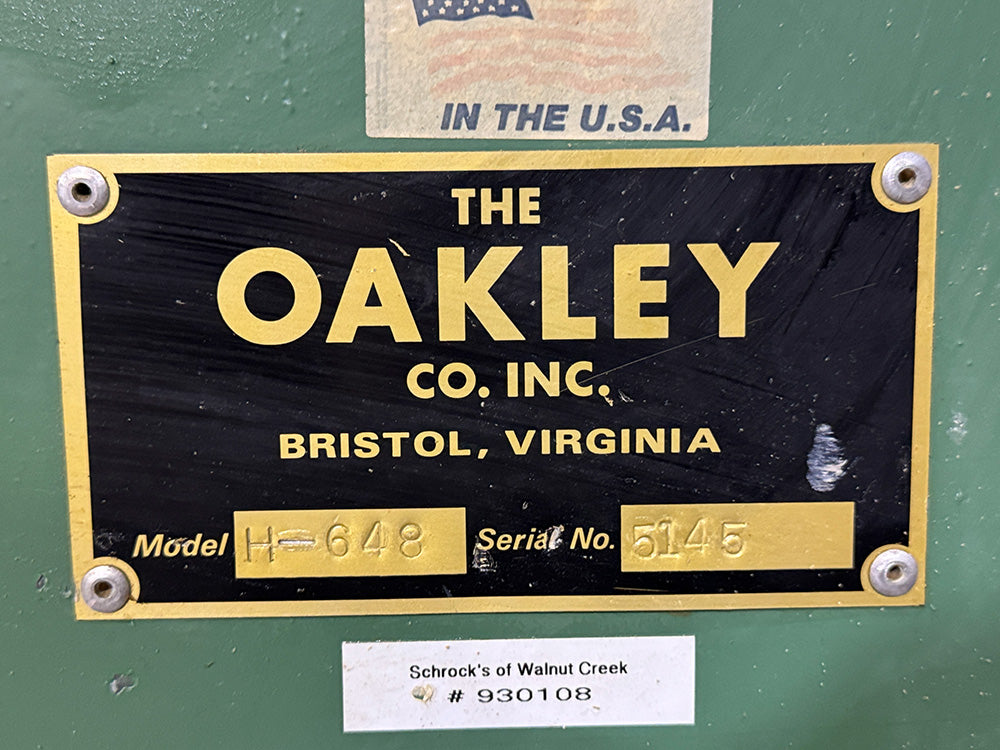 IN THE U.S.A.
THE
OAKLEY
CO. INC.
BRISTOL, VIRGINIA
Model H-648 Serial No. 5145
Schrock's of Walnut Creek
# 930108